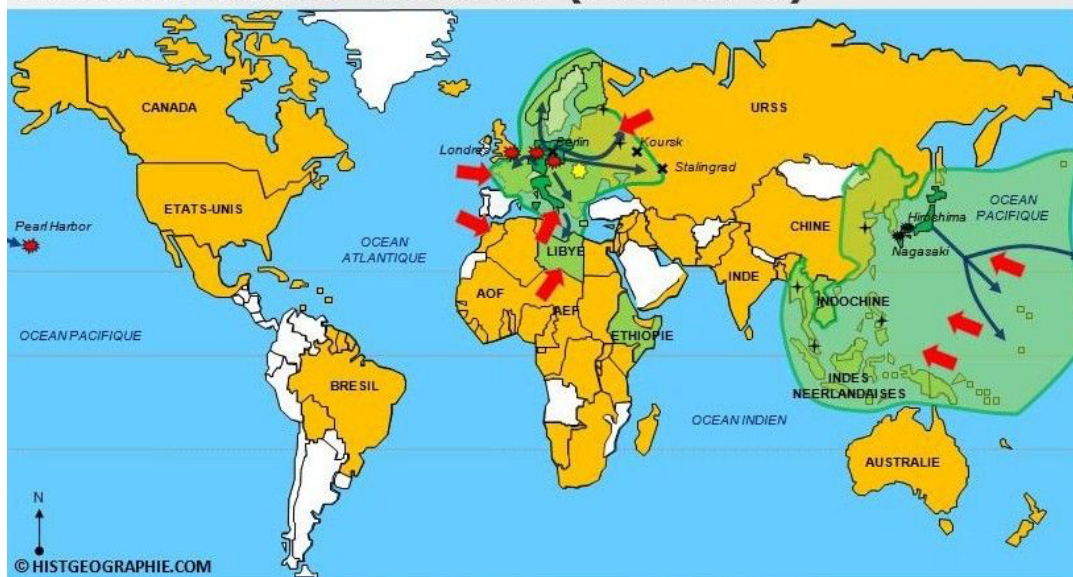 CANADA
URSS
Londres
Berlin
Koursk
Stalingrad
ETATS-UNIS
CHINE
Hiroshima
OCEAN
PACIFIQUE
Nagasaki
Pearl Harbor
OCEAN
ATLANTIQUE
LIBYE
INDE
AOF
AEF
INDOCHINE
OCEAN PACIFIQUE
ETHIOPIE
BRESIL
INDES
NEERLANDAISES
OCEAN INDIEN
AUSTRALIE
N
© HISTGEOGRAPHIE.COM